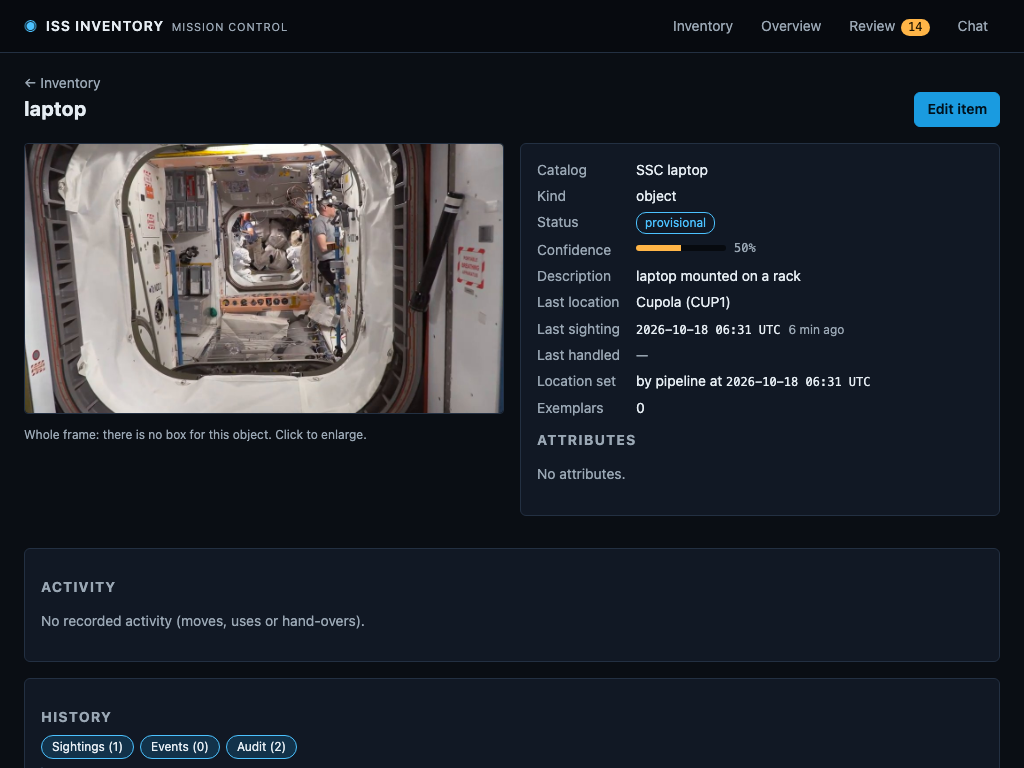 ISS INVENTORY MISSION CONTROL
Inventory Overview Review 14 Chat
← Inventory
laptop
Edit item
Catalog SSC laptop
Kind object
Status provisional
Confidence 50%
Description laptop mounted on a rack
Last location Cupola (CUP1)
Last sighting 2026-10-18 06:31 UTC 6 min ago
Last handled —
Location set by pipeline at 2026-10-18 06:31 UTC
Exemplars 0
ATTRIBUTES
No attributes.
Whole frame: there is no box for this object. Click to enlarge.
ACTIVITY
No recorded activity (moves, uses or hand-overs).
HISTORY
Sightings (1) Events (0) Audit (2)